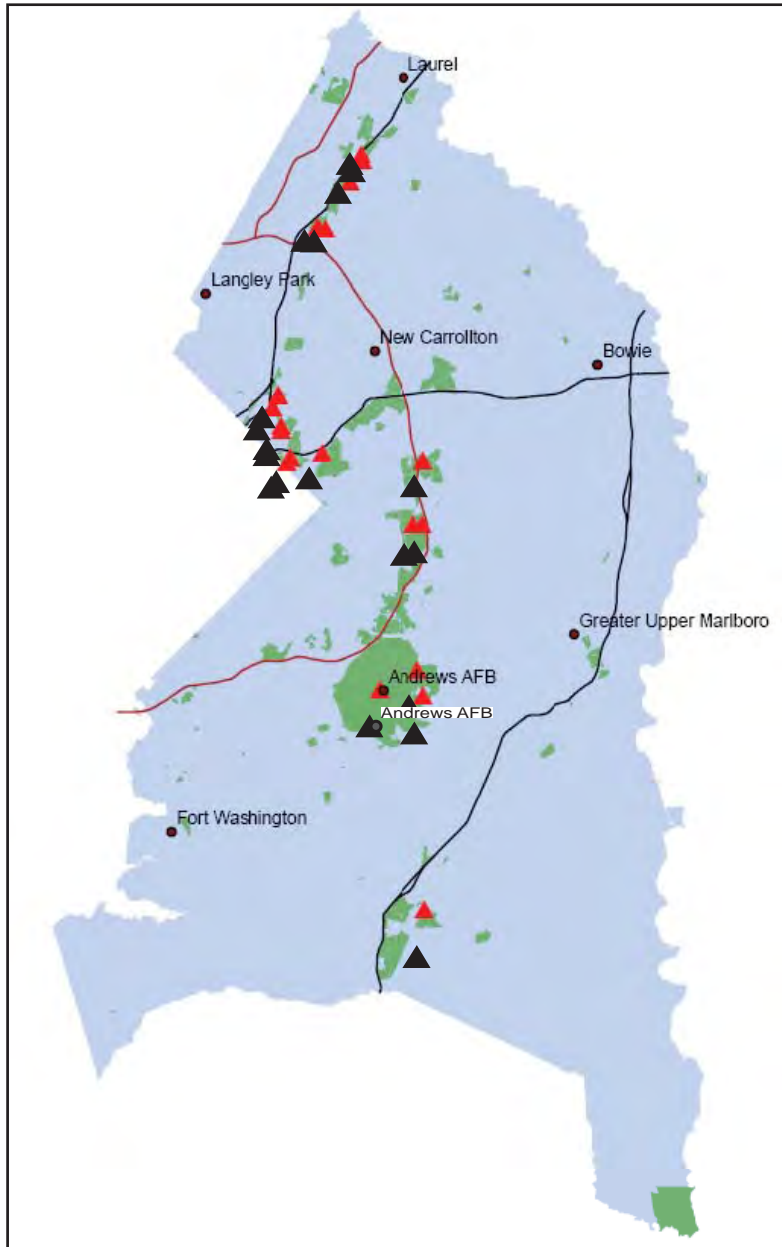 Laurel
Langley Park
New Carrollton
Bowie
Greater Upper Marlboro
Andrews AFB
Andrews AFB
Fort Washington